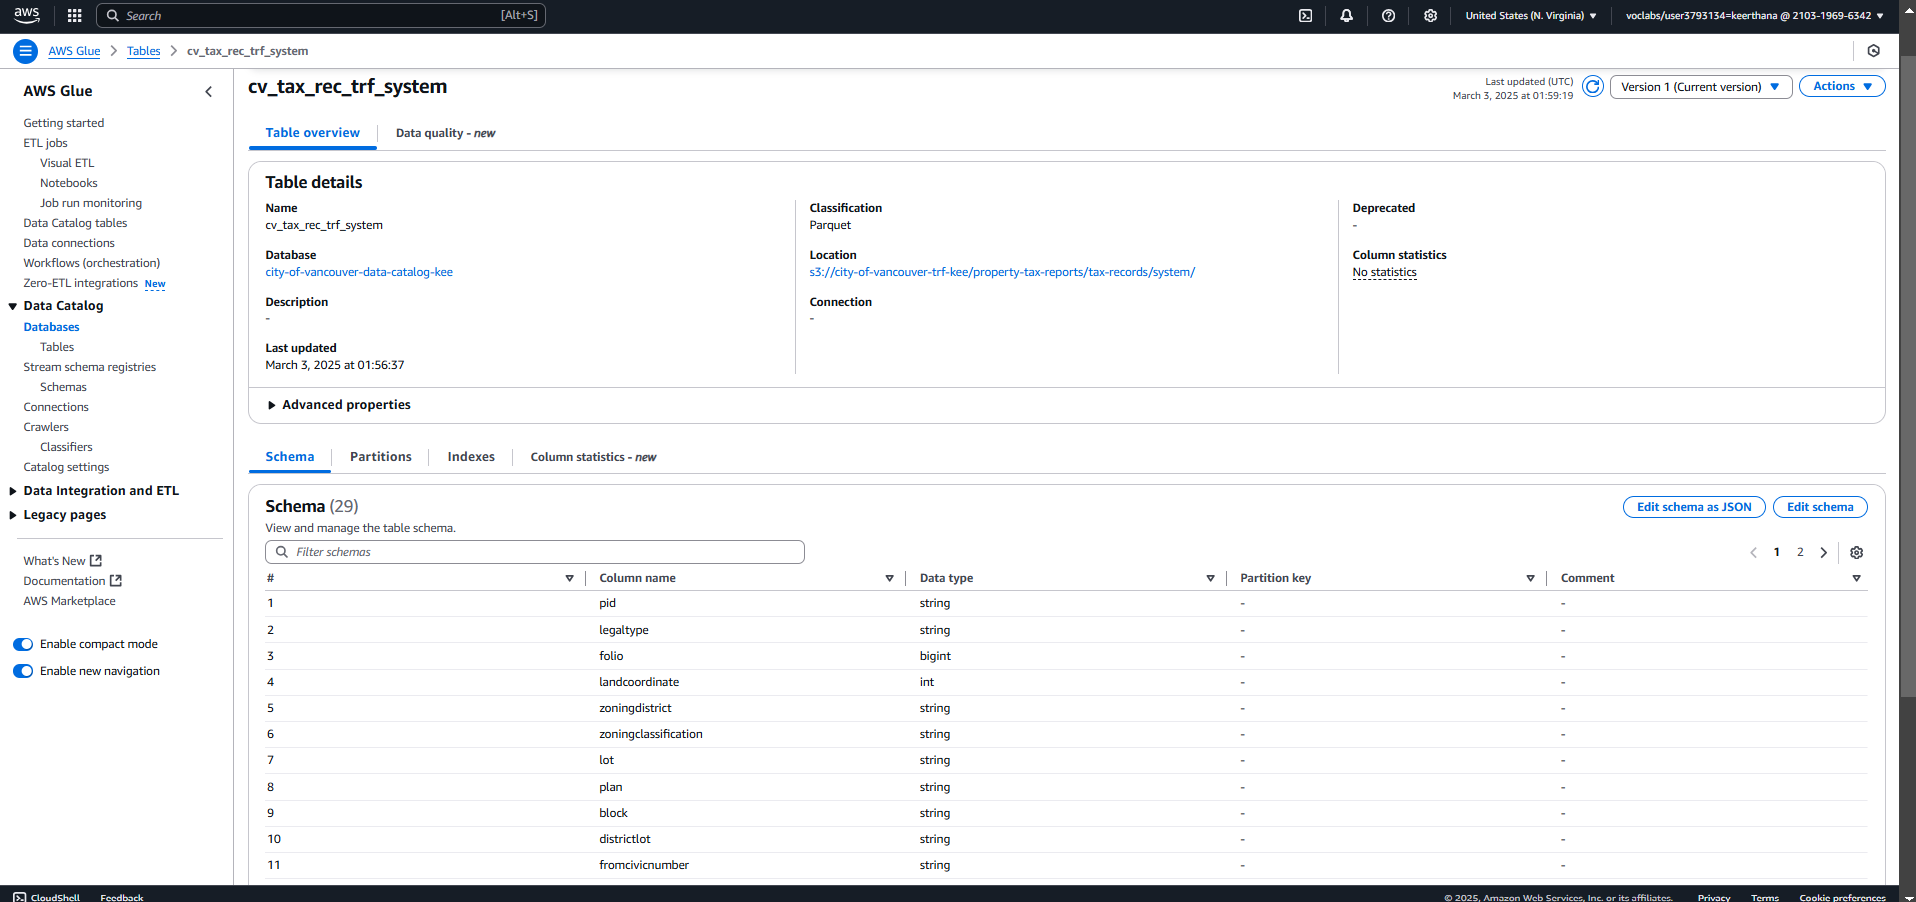 aws
Search [Alt+S]
United States (N. Virginia)
voclabs/user3793134=keerthana @ 2103-1969-6342
AWS Glue > Tables > cv_tax_rec_trf_system
AWS Glue
Getting started
ETL jobs
Visual ETL
Notebooks
Job run monitoring
Data Catalog tables
Data connections
Workflows (orchestration)
Zero-ETL integrations New
Data Catalog
Databases
Tables
Stream schema registries
Schemas
Connections
Crawlers
Classifiers
Catalog settings
Data Integration and ETL
Legacy pages
What's New
Documentation
AWS Marketplace
Enable compact mode
Enable new navigation
cv_tax_rec_trf_system
Last updated (UTC)
March 3, 2025 at 01:59:19
Version 1 (Current version)
Actions
Table overview
Data quality - new
Table details
Name
cv_tax_rec_trf_system
Database
city-of-vancouver-data-catalog-kee
Description
-
Last updated
March 3, 2025 at 01:56:37
Classification
Parquet
Location
s3://city-of-vancouver-trf-kee/property-tax-reports/tax-records/system/
Connection
-
Deprecated
-
Column statistics
No statistics
Advanced properties
Schema
Partitions
Indexes
Column statistics - new
Schema (29)
View and manage the table schema.
Edit schema as JSON
Edit schema
Filter schemas
1 2
# Column name Data type Partition key Comment
1 pid string - -
2 legaltype string - -
3 folio bigint - -
4 landcoordinate int - -
5 zoningdistrict string - -
6 zoningclassification string - -
7 lot string - -
8 plan string - -
9 block string - -
10 districtlot string - -
11 fromcivicnumber string - -
CloudShell Feedback
© 2025, Amazon Web Services, Inc. or its affiliates. Privacy Terms Cookie preferences